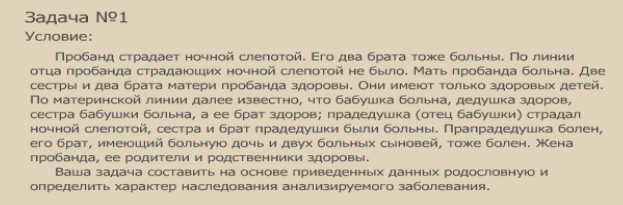 Задача №1
Условие:
Пробанд страдает ночной слепотой. Его два брата тоже больны. По линии
отца пробанда страдающих ночной слепотой не было. Мать пробанда больна. Две
сестры и два брата матери пробанда здоровы. Они имеют только здоровых детей.
По материнской линии далее известно, что бабушка больна, дедушка здоров,
сестра бабушки больна, а ее брат здоров; прадедушка (отец бабушки) страдал
ночной слепотой, сестра и брат прадедушки были больны. Прапрадедушка болен,
его брат, имеющий больную дочь и двух больных сыновей, тоже болен. Жена
пробанда, ее родители и родственники здоровы.
Ваша задача составить на основе приведенных данных родословную и
определить характер наследования анализируемого заболевания.